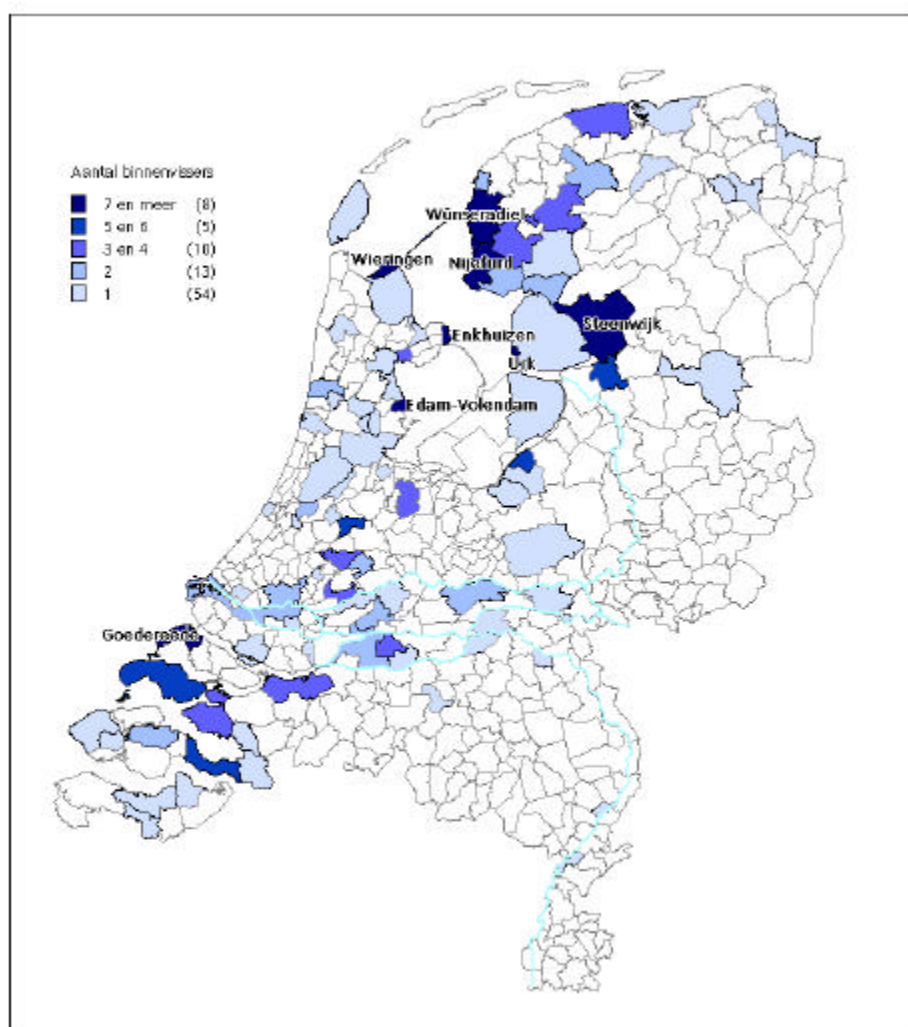 Aantal binnenvissers
7 en meer (8)
5 en 6 (5)
3 en 4 (10)
2 (13)
1 (54)
Wûnseradiel
Wieringen
Nijefurd
Enkhuizen
Steenwijk
Urk
Edam-Volendam
Goedereede